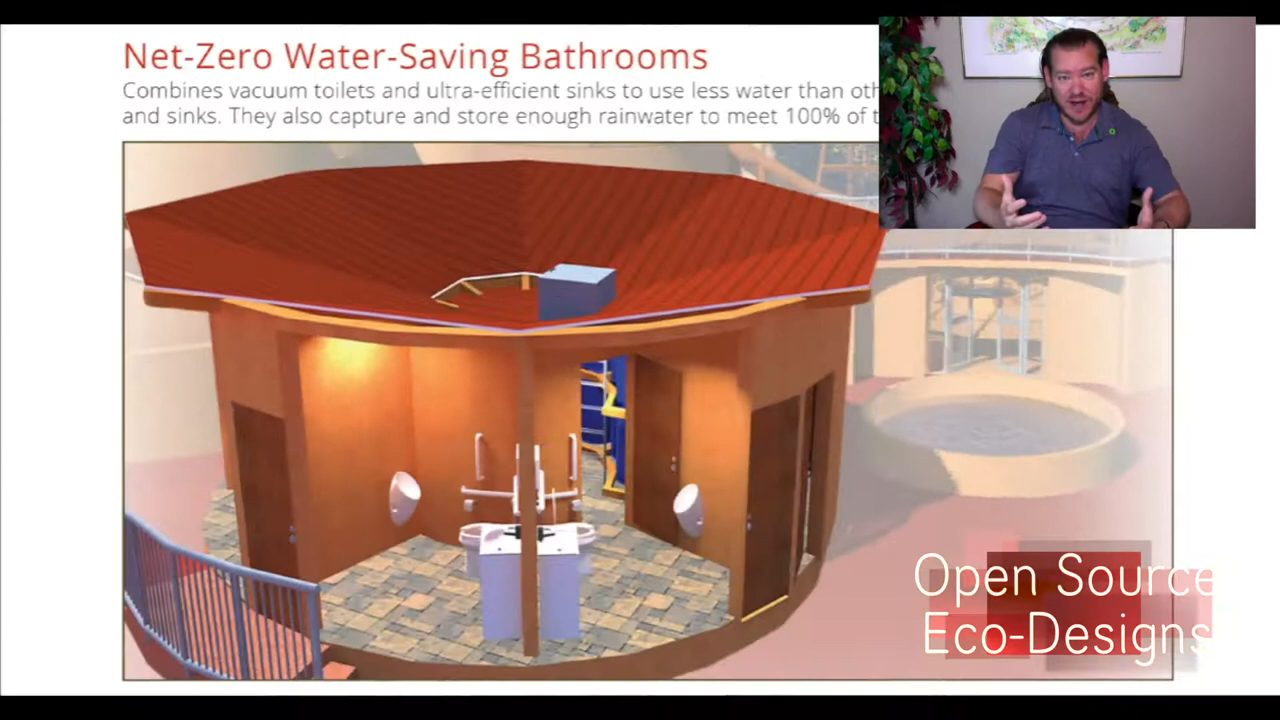 Net-Zero Water-Saving Bathrooms
Combines vacuum toilets and ultra-efficient sinks to use less water than
and sinks. They also capture and store enough rainwater to meet 100% of
Open Source
Eco-Designs